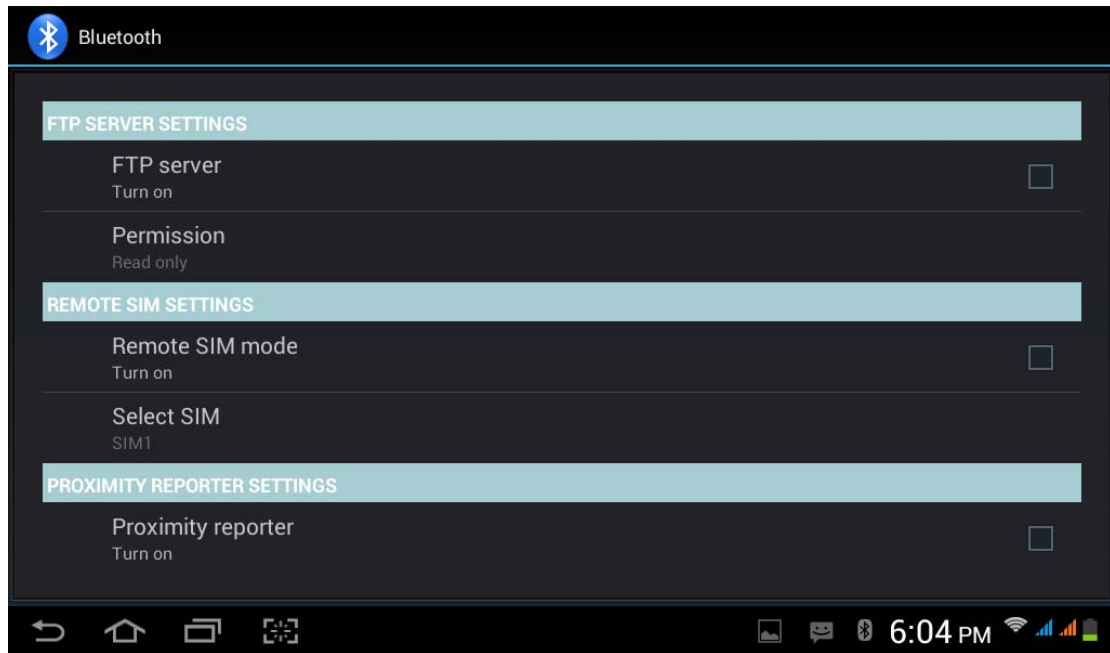 Bluetooth
FTP SERVER SETTINGS
FTP server
Turn on
Permission
Read only
REMOTE SIM SETTINGS
Remote SIM mode
Turn on
Select SIM
SIM1
PROXIMITY REPORTER SETTINGS
Proximity reporter
Turn on
6:04 PM